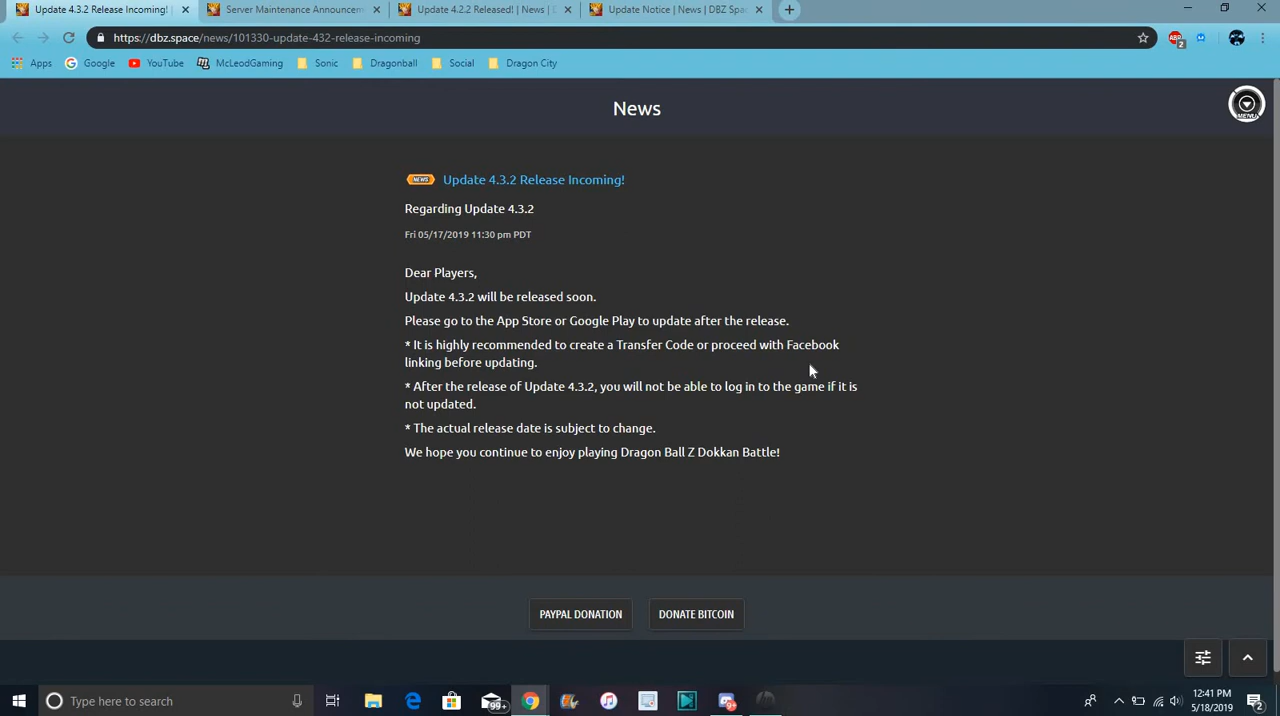 Update 4.3.2 Release Incoming!
Server Maintenance Announcem
Update 4.2.2 Released! | News | D
Update Notice | News | DBZ Spa
https://dbz.space/news/101330-update-432-release-incoming
ABP
2
Apps
Google
YouTube
McLeodGaming
Sonic
Dragonball
Social
Dragon City
News
MENU
NEWS
Update 4.3.2 Release Incoming!
Regarding Update 4.3.2
Fri 05/17/2019 11:30 pm PDT
Dear Players,
Update 4.3.2 will be released soon.
Please go to the App Store or Google Play to update after the release.
* It is highly recommended to create a Transfer Code or proceed with Facebook
linking before updating.
* After the release of Update 4.3.2, you will not be able to log in to the game if it is
not updated.
* The actual release date is subject to change.
We hope you continue to enjoy playing Dragon Ball Z Dokkan Battle!
PAYPAL DONATION
DONATE BITCOIN
Type here to search
99+
9+
12:41 PM
5/18/2019
2